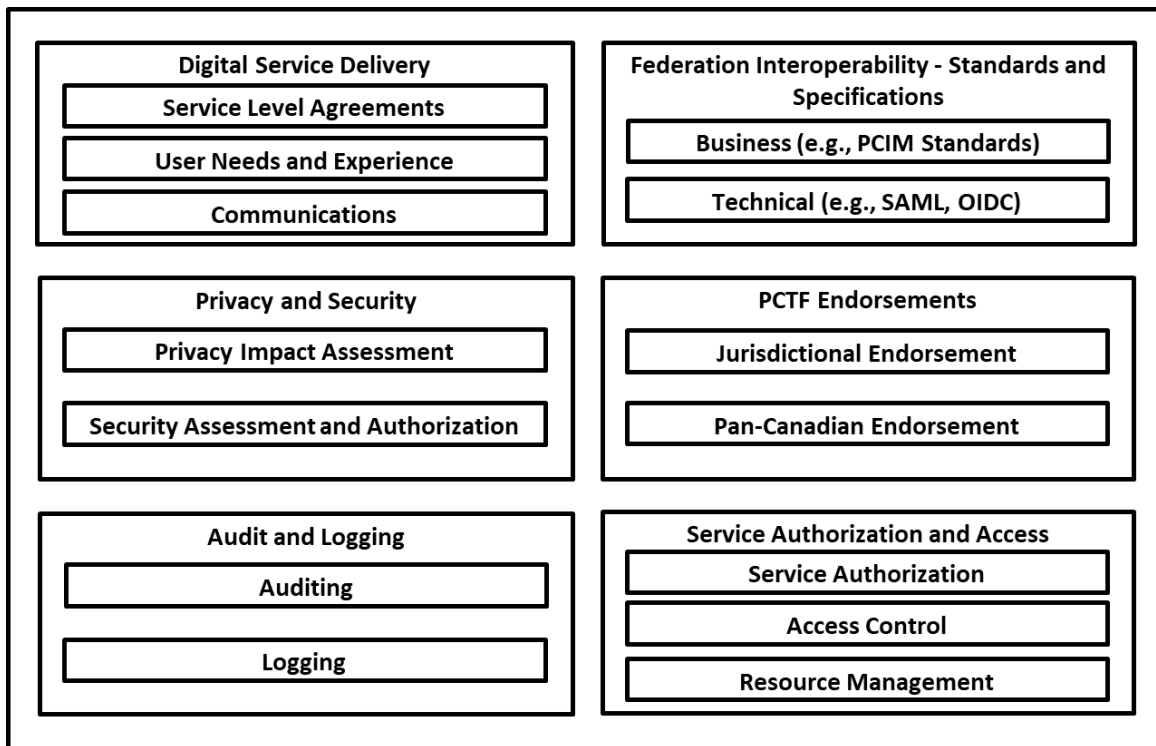 Digital Service Delivery
Service Level Agreements
User Needs and Experience
Communications
Federation Interoperability - Standards and
Specifications
Business (e.g., PCIM Standards)
Technical (e.g., SAML, OIDC)
Privacy and Security
Privacy Impact Assessment
Security Assessment and Authorization
PCTF Endorsements
Jurisdictional Endorsement
Pan-Canadian Endorsement
Audit and Logging
Auditing
Logging
Service Authorization and Access
Service Authorization
Access Control
Resource Management